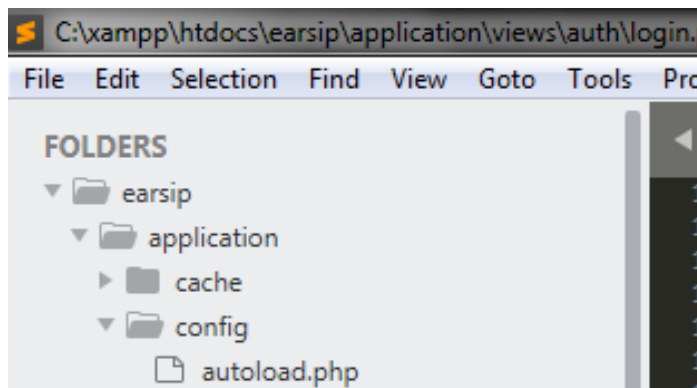 C:\xampp\htdocs\earsip\application\views\auth\login.
File Edit Selection Find View Goto Tools
FOLDERS
earsip
application
cache
config
autoload.php